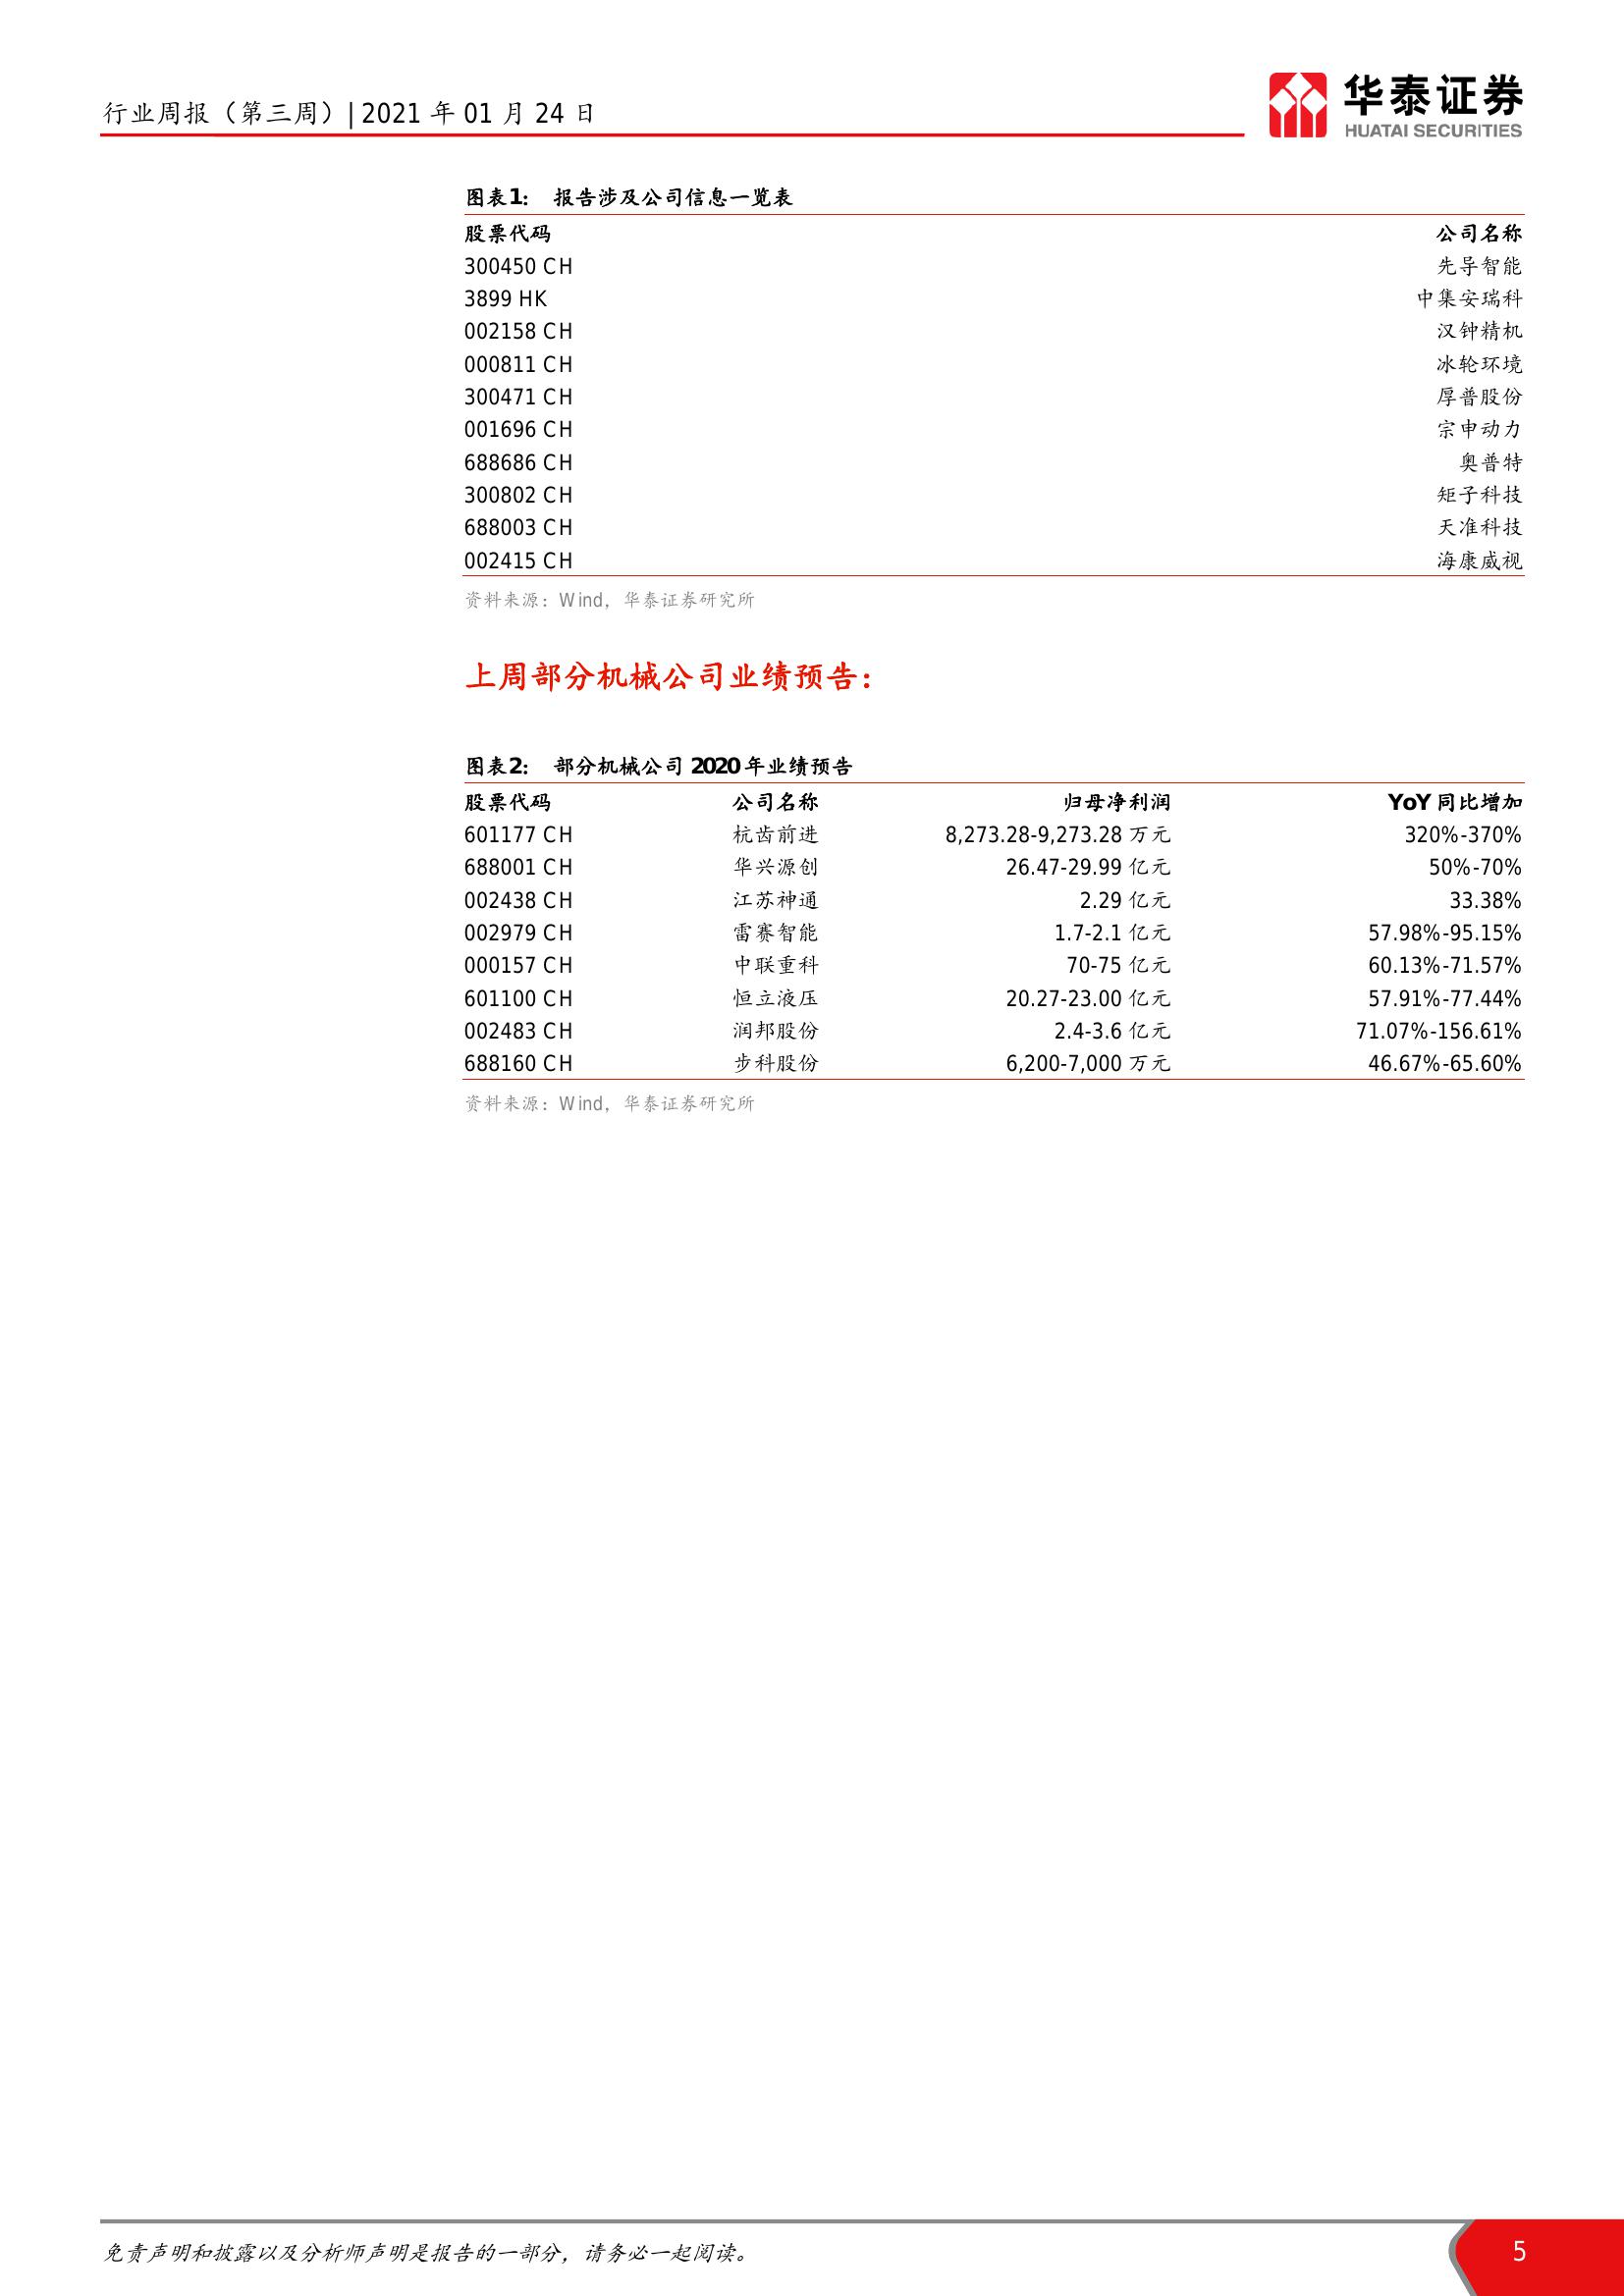 行业周报（第三周）| 2021 年 01 月 24 日
华泰证券
HUATAI SECURITIES
图表1： 报告涉及公司信息一览表
股票代码 公司名称
300450 CH 先导智能
3899 HK 中集安瑞科
002158 CH 汉钟精机
000811 CH 冰轮环境
300471 CH 厚普股份
001696 CH 宗申动力
688686 CH 奥普特
300802 CH 矩子科技
688003 CH 天准科技
002415 CH 海康威视
资料来源：Wind，华泰证券研究所
上周部分机械公司业绩预告：
图表2： 部分机械公司 2020 年业绩预告
股票代码 公司名称 归母净利润 YoY 同比增加
601177 CH 杭齿前进 8,273.28-9,273.28 万元 320%-370%
688001 CH 华兴源创 26.47-29.99 亿元 50%-70%
002438 CH 江苏神通 2.29 亿元 33.38%
002979 CH 雷赛智能 1.7-2.1 亿元 57.98%-95.15%
000157 CH 中联重科 70-75 亿元 60.13%-71.57%
601100 CH 恒立液压 20.27-23.00 亿元 57.91%-77.44%
002483 CH 润邦股份 2.4-3.6 亿元 71.07%-156.61%
688160 CH 步科股份 6,200-7,000 万元 46.67%-65.60%
资料来源：Wind，华泰证券研究所
免责声明和披露以及分析师声明是报告的一部分，请务必一起阅读。
5